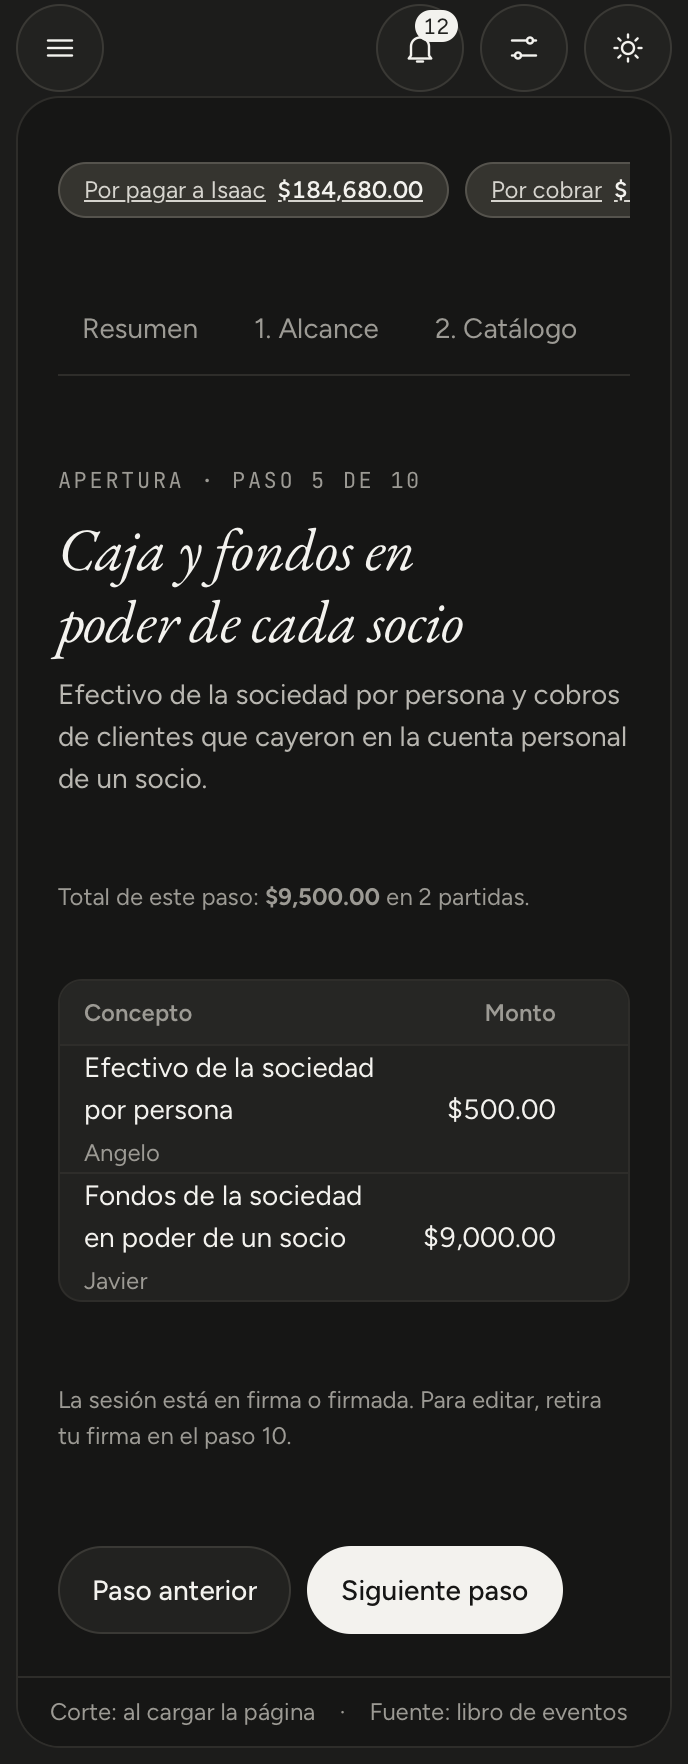 12
Por pagar a Isaac $184,680.00 Por cobrar $
Resumen 1. Alcance 2. Catálogo
APERTURA · PASO 5 DE 10
Caja y fondos en
poder de cada socio
Efectivo de la sociedad por persona y cobros
de clientes que cayeron en la cuenta personal
de un socio.
Total de este paso: $9,500.00 en 2 partidas.
Concepto Monto
Efectivo de la sociedad
por persona $500.00
Angelo
Fondos de la sociedad
en poder de un socio $9,000.00
Javier
La sesión está en firma o firmada. Para editar, retira
tu firma en el paso 10.
Paso anterior Siguiente paso
Corte: al cargar la página · Fuente: libro de eventos